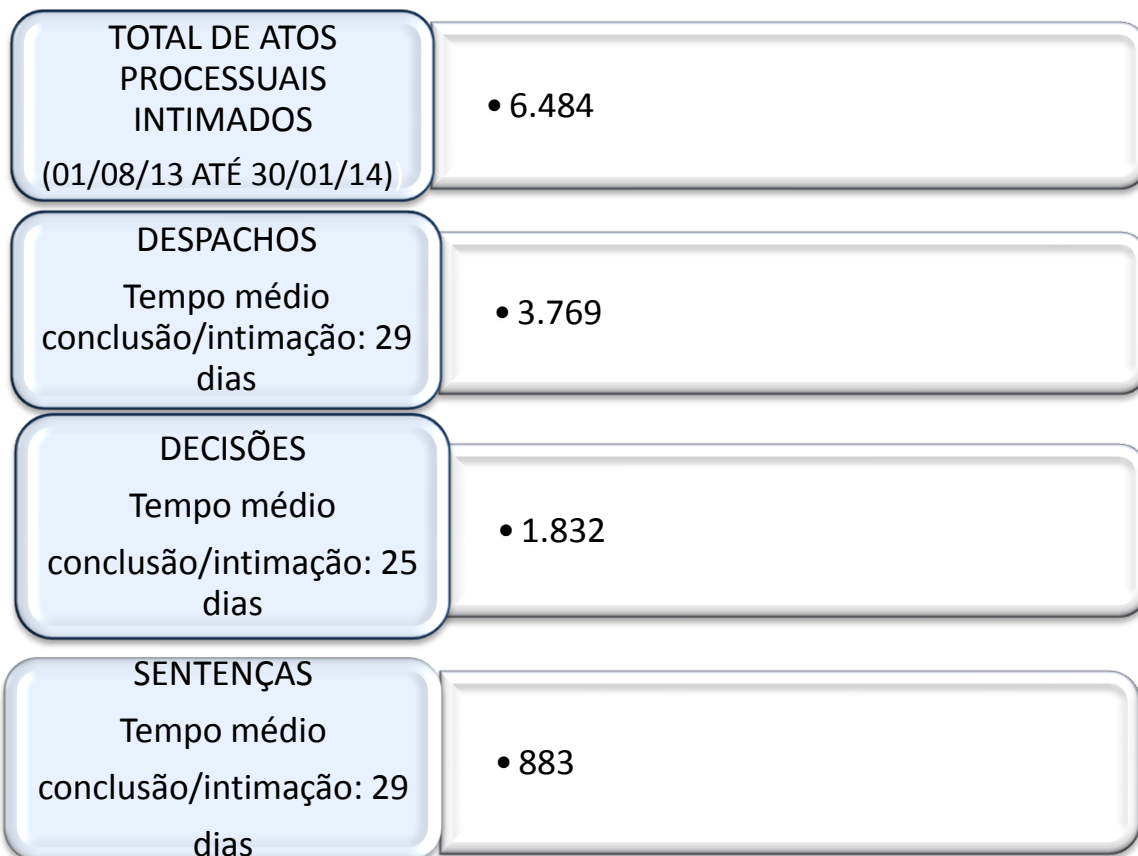 TOTAL DE ATOS
PROCESSUAIS
INTIMADOS
(01/08/13 ATÉ 30/01/14))
• 6.484
DESPACHOS
Tempo médio
conclusão/intimação: 29
dias
• 3.769
DECISÕES
Tempo médio
conclusão/intimação: 25
dias
• 1.832
SENTENÇAS
Tempo médio
conclusão/intimação: 29
dias
• 883